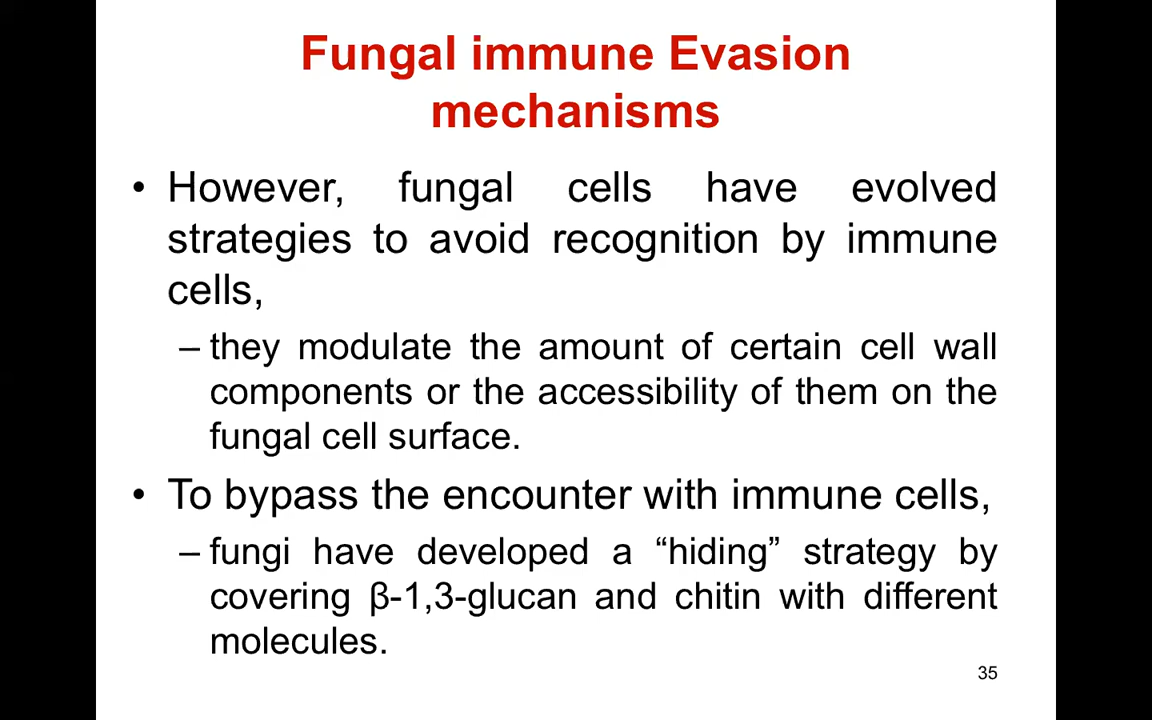 Fungal immune Evasion
mechanisms
• However, fungal cells have evolved
strategies to avoid recognition by immune
cells,
– they modulate the amount of certain cell wall
components or the accessibility of them on the
fungal cell surface.
• To bypass the encounter with immune cells,
– fungi have developed a “hiding” strategy by
covering β-1,3-glucan and chitin with different
molecules.
35